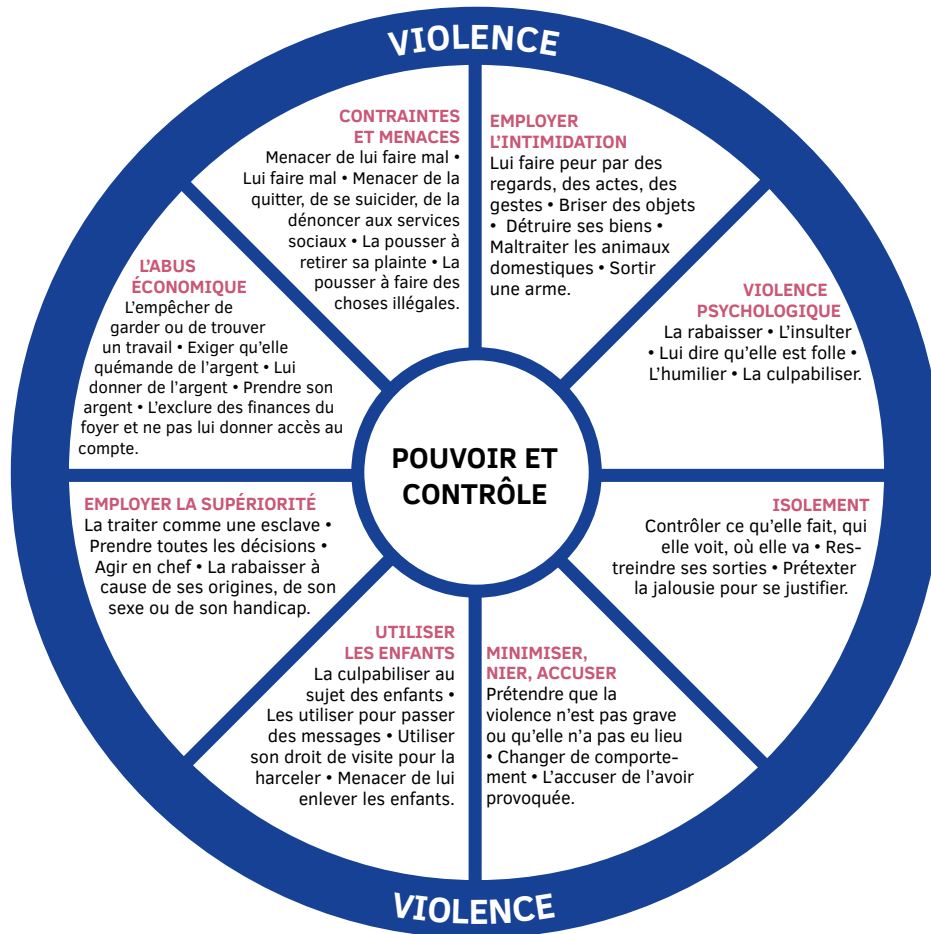 VIOLENCE
CONTRAINTES
ET MENACES
Menacer de lui faire mal •
Lui faire mal • Menacer de la
quitter, de se suicider, de la
dénoncer aux services
sociaux • La pousser à
retirer sa plainte • La
pousser à faire des
choses illégales.
EMPLOYER
L'INTIMIDATION
Lui faire peur par des
regards, des actes, des
gestes • Briser des objets
• Détruire ses biens •
Maltraiter les animaux
domestiques • Sortir
une arme.
VIOLENCE
PSYCHOLOGIQUE
La rabaisser • L'insulter
• Lui dire qu'elle est folle •
L'humilier • La culpabiliser.
L'ABUS
ÉCONOMIQUE
L'empêcher de
garder ou de trouver
un travail • Exiger qu'elle
quémande de l'argent • Lui
donner de l'argent • Prendre son
argent • L'exclure des finances du
foyer et ne pas lui donner accès au
compte.
POUVOIR ET
CONTRÔLE
EMPLOYER LA SUPÉRIORITÉ
La traiter comme une esclave •
Prendre toutes les décisions •
Agir en chef • La rabaisser à
cause de ses origines, de son
sexe ou de son handicap.
ISOLEMENT
Contrôler ce qu'elle fait, qui
elle voit, où elle va • Res-
treindre ses sorties • Prétexter
la jalousie pour se justifier.
UTILISER
LES ENFANTS
La culpabiliser au
sujet des enfants •
Les utiliser pour passer
des messages • Utiliser
son droit de visite pour la
harceler • Menacer de lui
enlever les enfants.
MINIMISER,
NIER, ACCUSER
Prétendre que la
violence n'est pas grave
ou qu'elle n'a pas eu lieu
• Changer de comporte-
ment • L'accuser de l'avoir
provoquée.
VIOLENCE